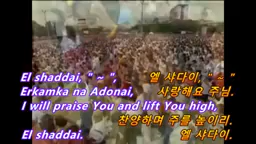 El shaddai, " ~ ", 엘 샤다이, " ~ "
Erkamka na Adonai, 사랑해요 주님.
I will praise You and lift You high,
찬양하며 주를 높이리.
El shaddai. 엘 샤다이.